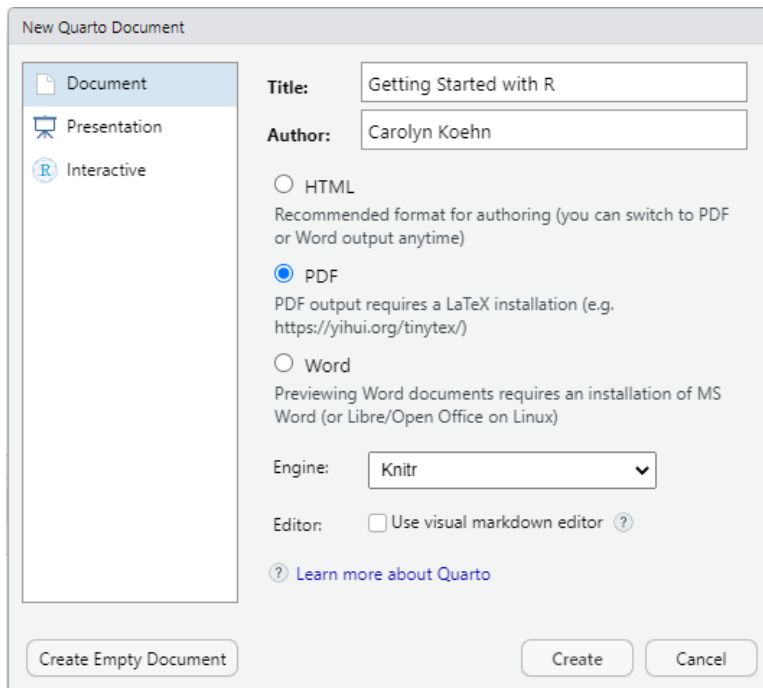 New Quarto Document
Document
Presentation
R Interactive
Title: Getting Started with R
Author: Carolyn Koehn
HTML
Recommended format for authoring (you can switch to PDF
or Word output anytime)
PDF
PDF output requires a LaTeX installation (e.g.
https://yihui.org/tinytex/)
Word
Previewing Word documents requires an installation of MS
Word (or Libre/Open Office on Linux)
Engine: Knitr
Editor: Use visual markdown editor ?
? Learn more about Quarto
Create Empty Document Create Cancel